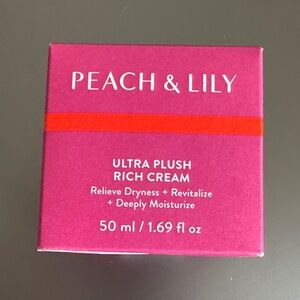 PEACH & LILY
ULTRA PLUSH
RICH CREAM
Relieve Dryness + Revitalize
+ Deeply Moisturize
50 ml / 1.69 fl oz